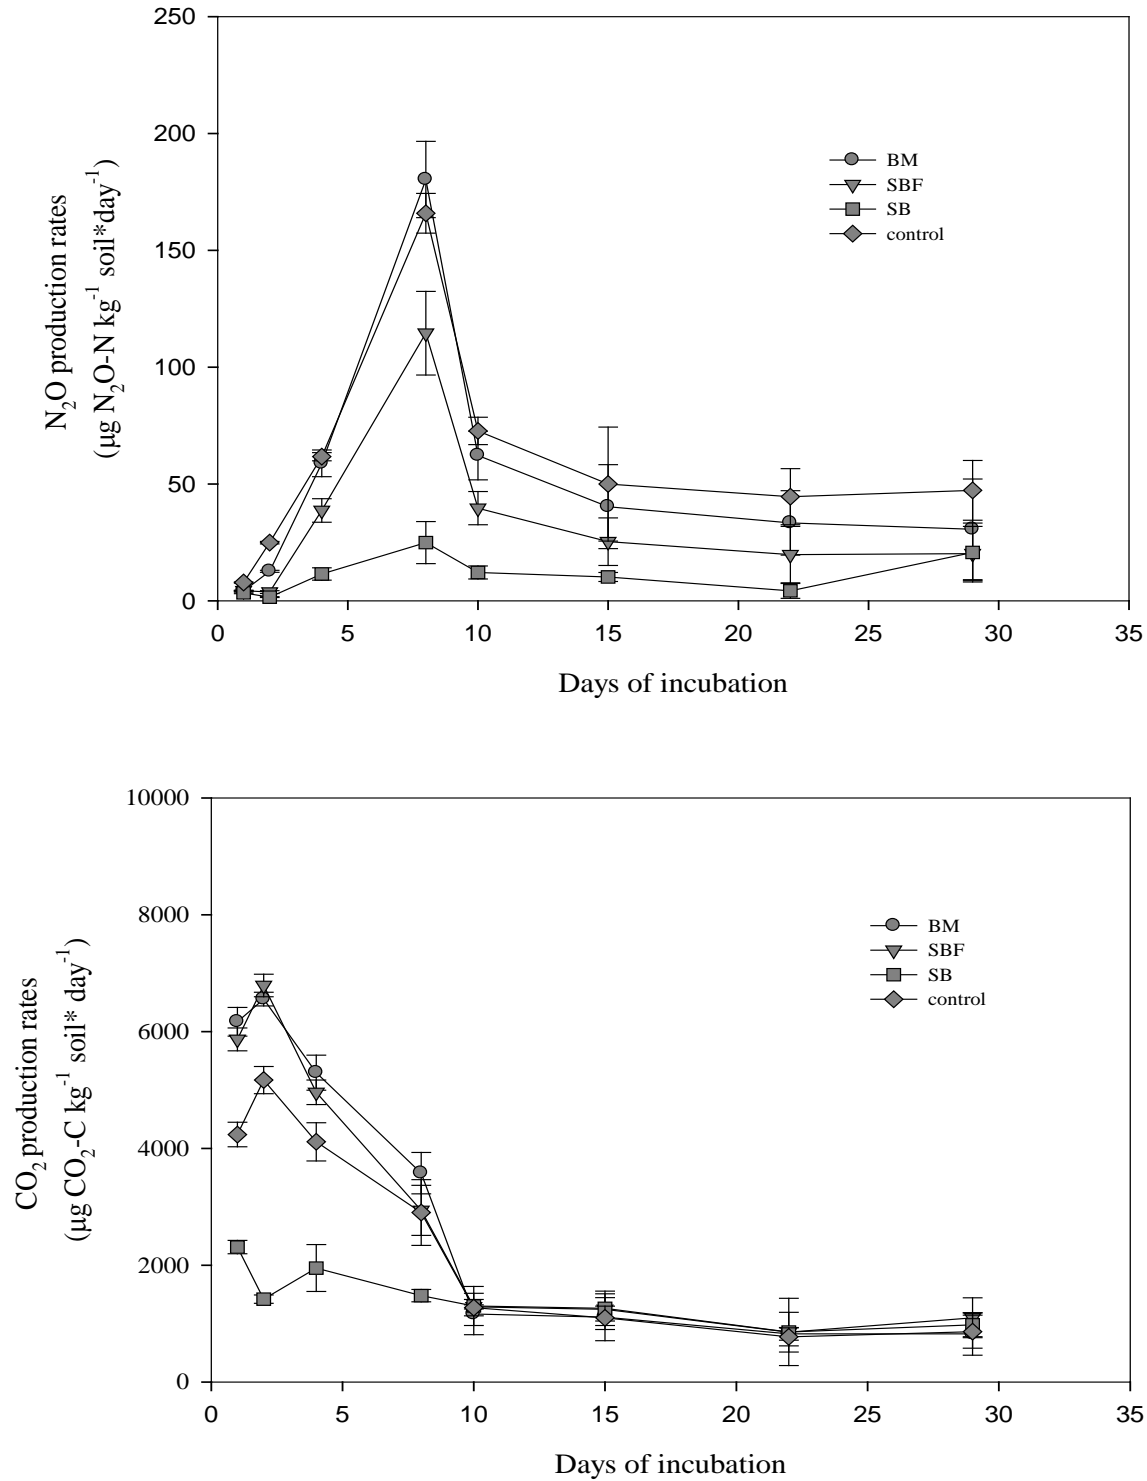 250
200
150
100
50
0
N₂O production rates
(µg N₂O-N kg⁻¹ soil*day⁻¹)
BM
SBF
SB
control
0 5 10 15 20 25 30 35
Days of incubation
10000
8000
6000
4000
2000
0
CO₂ production rates
(µg CO₂-C kg⁻¹ soil* day⁻¹)
BM
SBF
SB
control
0 5 10 15 20 25 30 35
Days of incubation